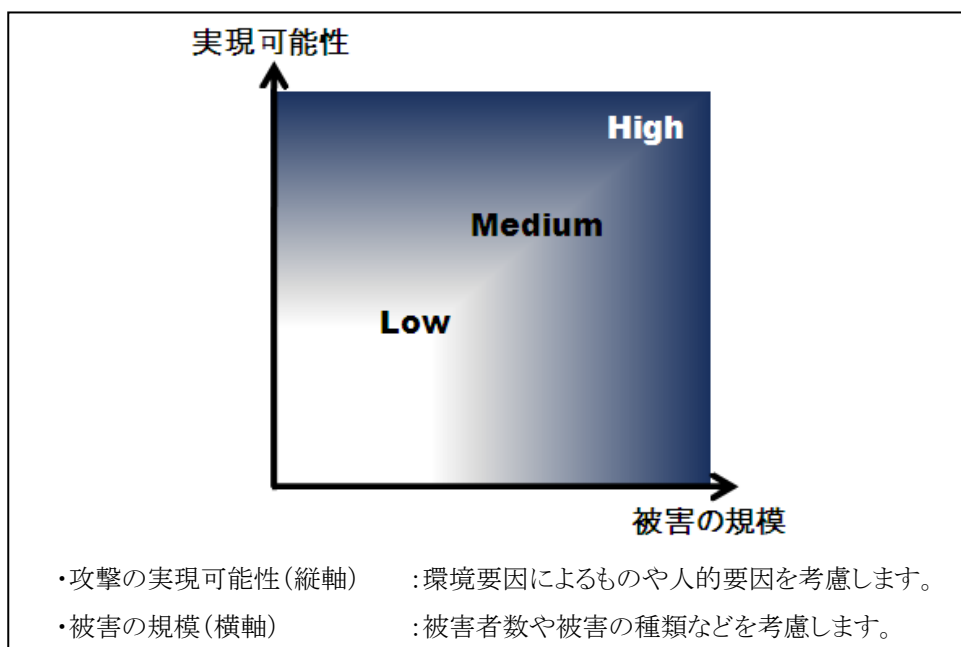 実現可能性
High
Medium
Low
被害の規模
・攻撃の実現可能性(縦軸) :環境要因によるものや人的要因を考慮します。
・被害の規模(横軸) :被害者数や被害の種類などを考慮します。